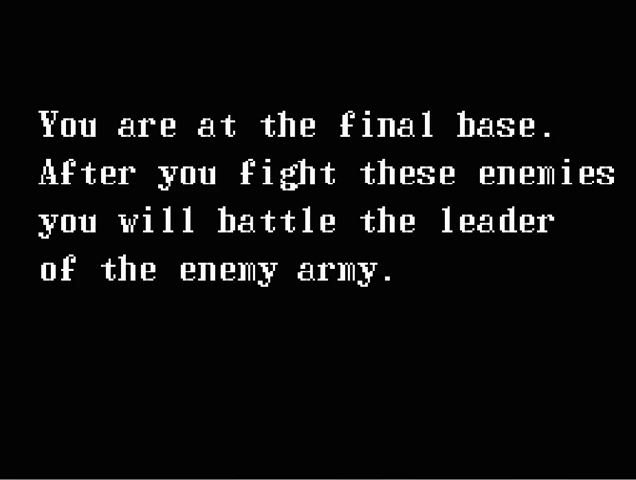 You are at the final base.
After you fight these enemies
you will battle the leader
of the enemy army.